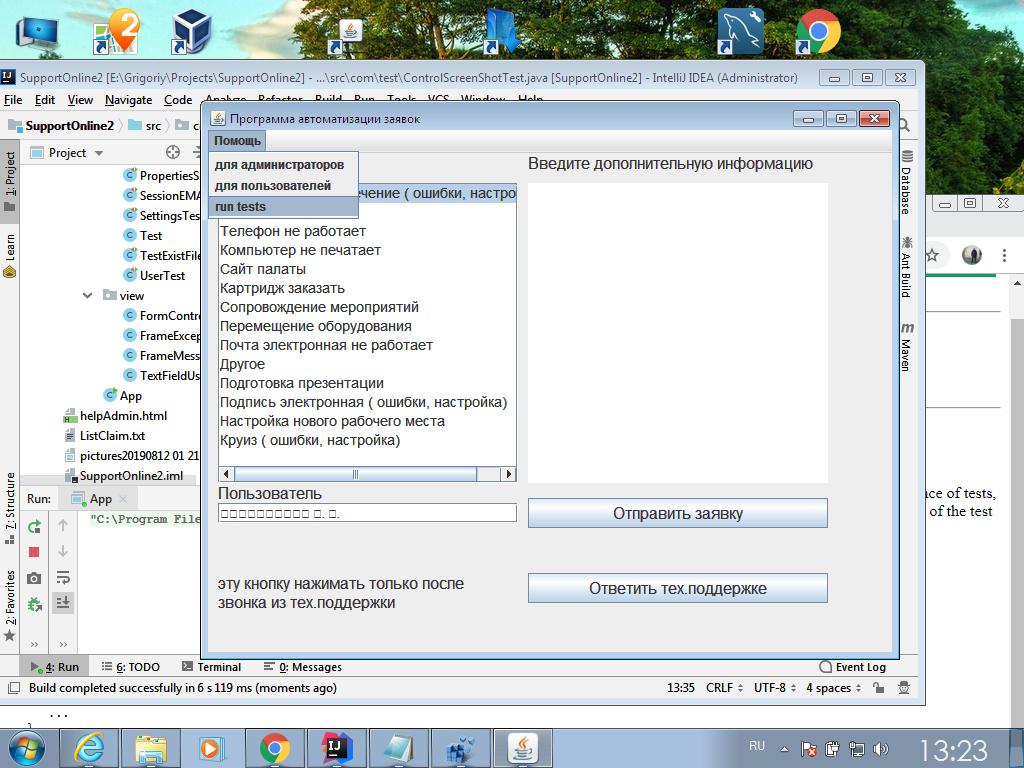 SupportOnline2 [E:\Grigoriy\Projects\SupportOnline2] - ...\src\com\test\ControlScreenShotTest.java [SupportOnline2] - IntelliJ IDEA (Administrator)
File Edit View Navigate Code Analyze Refactor Build Run Tools VCS Window Help
SupportOnline2 src c
1: Project
Learn
7: Structure
2: Favorites
Project
PropertiesS
SessionEMA
SettingsTes
Test
TestExistFile
UserTest
view
FormContro
FrameExcep
FrameMess
TextFieldUs
App
helpAdmin.html
ListClaim.txt
pictures20190812 01 21
SupportOnline2.iml
Run: App
"C:\Program File
Программа автоматизации заявок
Помощь
для администраторов
для пользователей
run tests
ечение ( ошибки, настро
Телефон не работает
Компьютер не печатает
Сайт палаты
Картридж заказать
Сопровождение мероприятий
Перемещение оборудования
Почта электронная не работает
Другое
Подготовка презентации
Подпись электронная ( ошибки, настройка)
Настройка нового рабочего места
Круиз ( ошибки, настройка)
Пользователь
□□□□□□□□□□ □. □.
эту кнопку нажимать только после
звонка из тех.поддержки
Введите дополнительную информацию
Отправить заявку
Ответить тех.поддержке
Database
Ant Build
Maven
ce of tests,
of the test
4: Run 6: TODO Terminal 0: Messages Event Log
Build completed successfully in 6 s 119 ms (moments ago) 13:35 CRLF UTF-8 4 spaces
...
RU 13:23